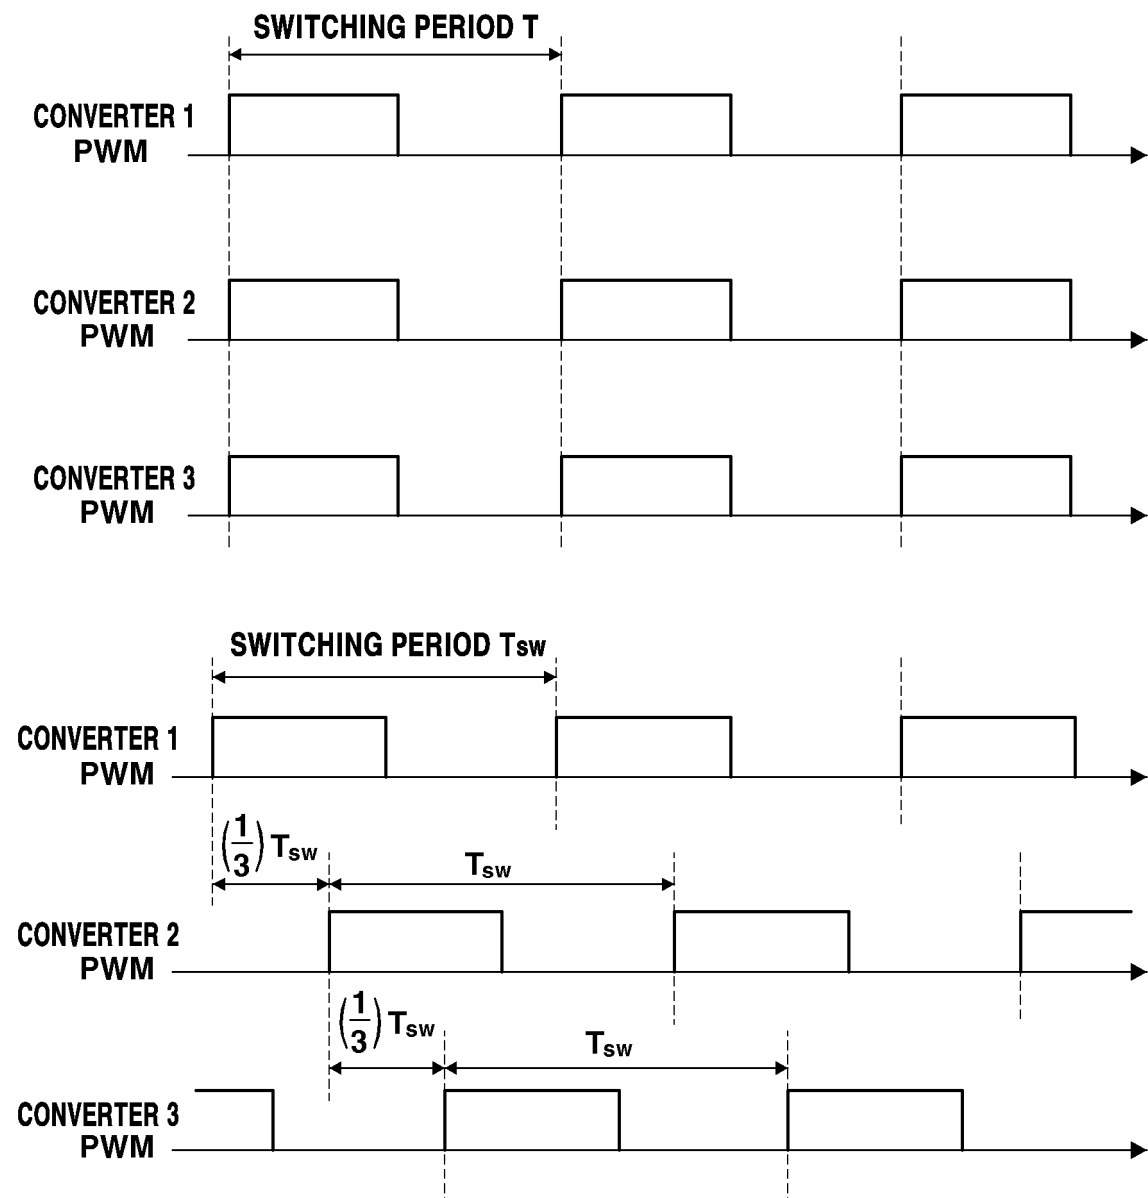 SWITCHING PERIOD T
CONVERTER 1
PWM
CONVERTER 2
PWM
CONVERTER 3
PWM
SWITCHING PERIOD Tsw
CONVERTER 1
PWM
(1/3) Tsw
Tsw
CONVERTER 2
PWM
(1/3) Tsw
Tsw
CONVERTER 3
PWM